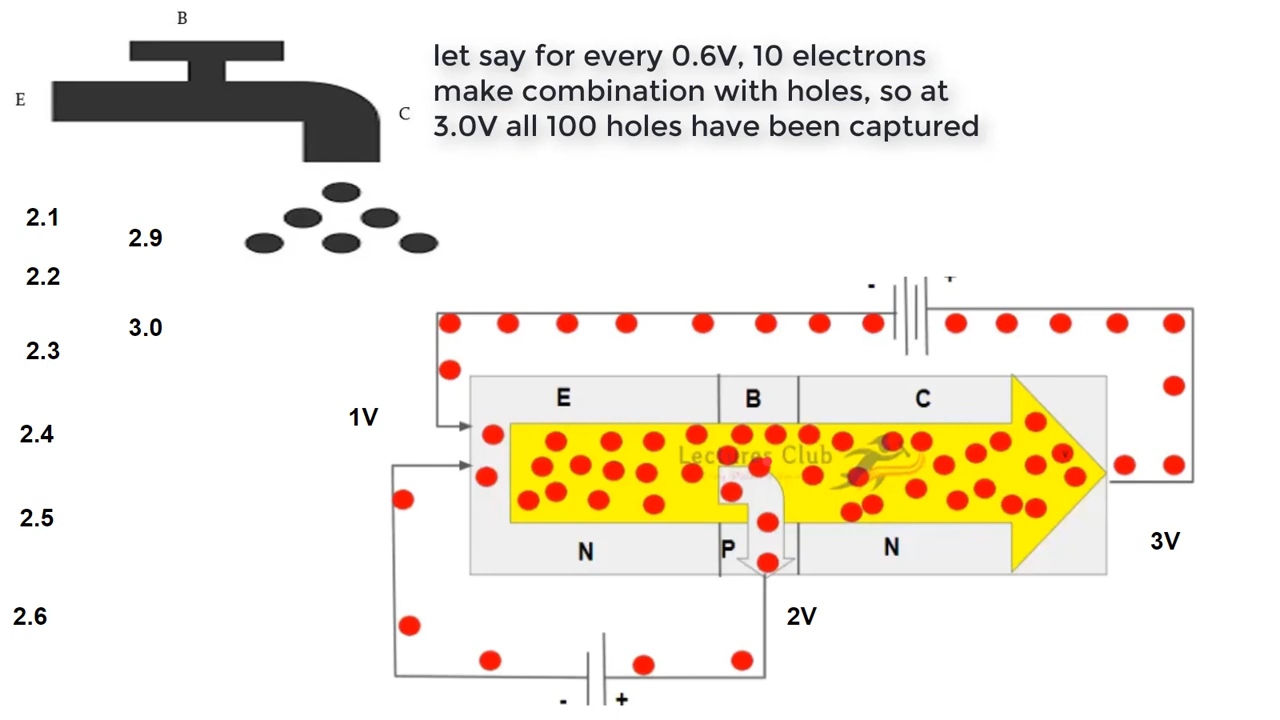 B
E
C
let say for every 0.6V, 10 electrons
make combination with holes, so at
3.0V all 100 holes have been captured
2.1
2.9
2.2
3.0
2.3
- +
1V
E B C
2.4
Lectures Club
2.5
N P N
3V
2.6
2V
- +